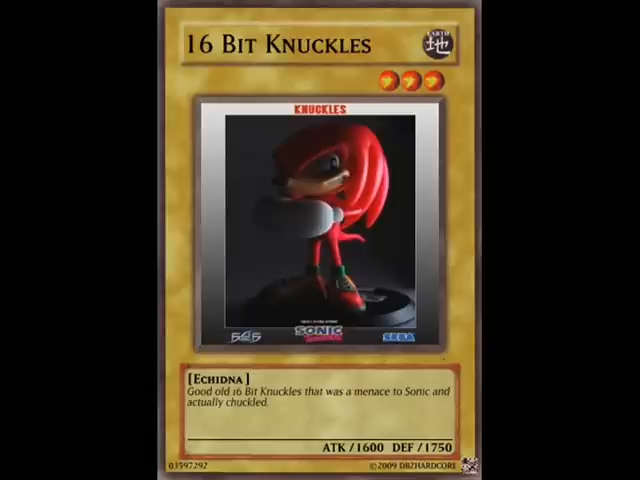 16 Bit Knuckles
EARTH
地
KNUCKLES
SONIC
SEGA
[Echidna]
Good old 16 Bit Knuckles that was a menace to Sonic and
actually chuckled.
ATK/1600 DEF/1750
03597292
©2009 DBZHARDCORE